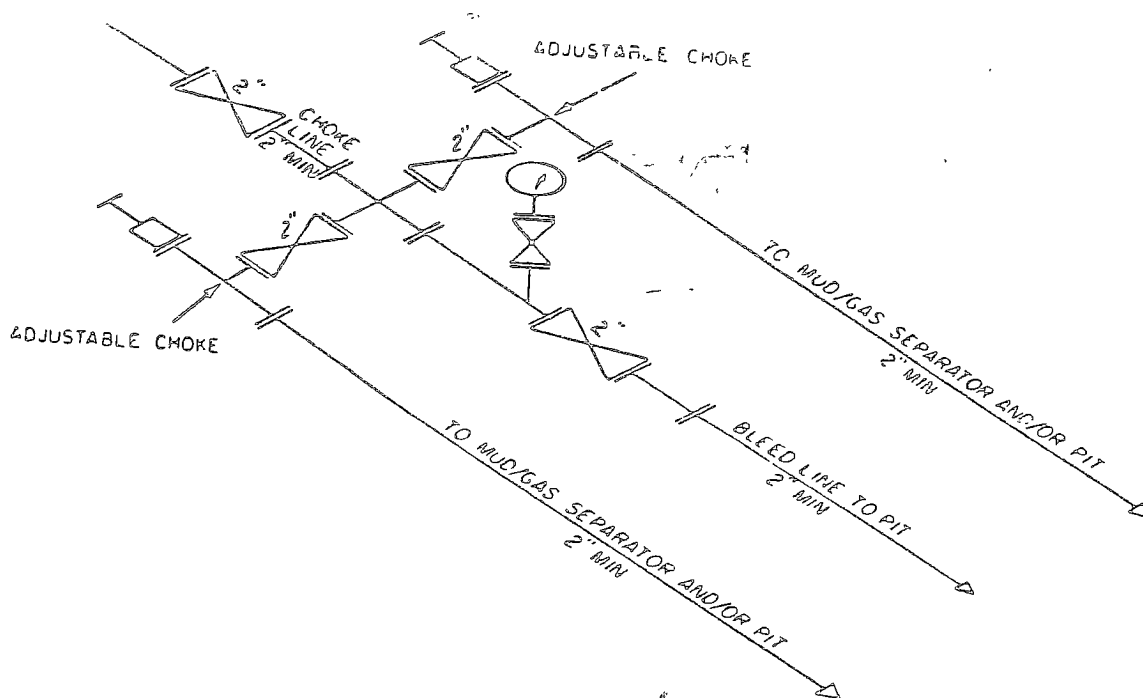 ADJUSTABLE CHOKE
2"
CHOKE
LINE
2" MIN
2"
2"
2"
ADJUSTABLE CHOKE
TO MUD/GAS SEPARATOR AND/OR PIT
2" MIN
BLEED LINE TO PIT
2" MIN
TO MUD/GAS SEPARATOR AND/OR PIT
2" MIN